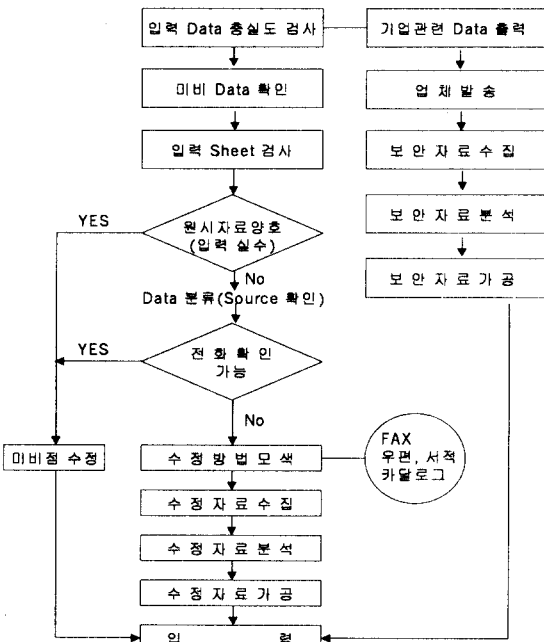 입력 Data 충실도 검사
기업관련 Data 출력
미비 Data 확인
업 체 발 송
입력 Sheet 검사
보 안 자 료 수 집
YES
원시자료양호
(입력 실수)
보 안 자 료 분 석
No
Data 분류(Source 확인)
보 안 자 료 가 공
YES
전 화 확 인
가능
No
미비점 수정
수 정 방 법 모 색
FAX
우편, 서적
카달로그
수 정 자 료 수 집
수 정 자 료 분 석
수 정 자 료 가 공
입 력